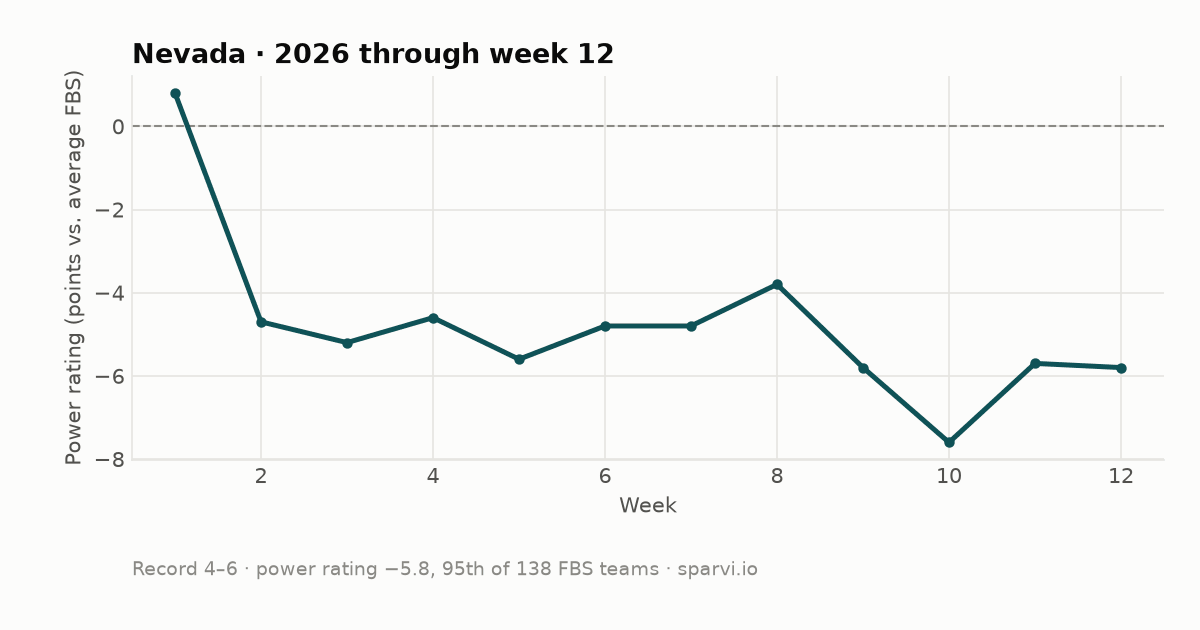 Nevada · 2026 through week 12
Power rating (points vs. average FBS)
0
−2
−4
−6
−8
2 4 6 8 10 12
Week
Record 4–6 · power rating −5.8, 95th of 138 FBS teams · sparvi.io